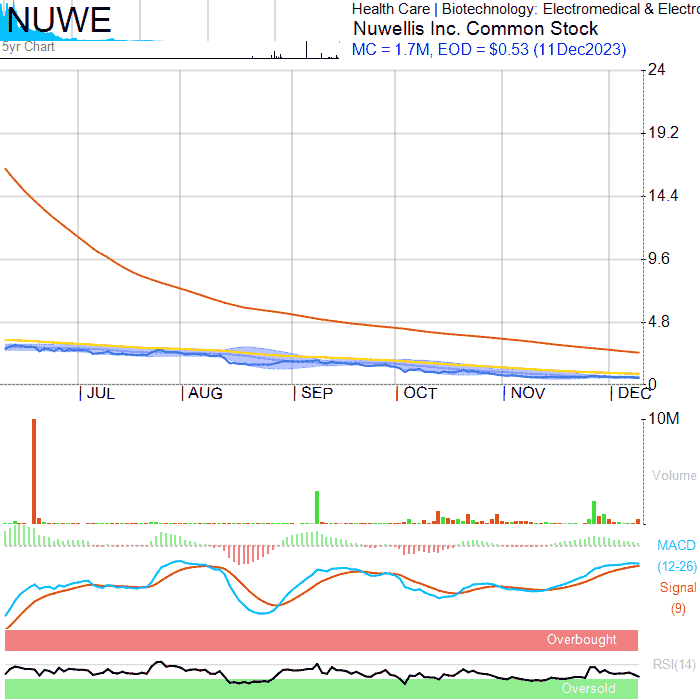 NUWE
Health Care | Biotechnology: Electromedical & Electro
Nuwellis Inc. Common Stock
5yr Chart
MC = 1.7M, EOD = $0.53 (11Dec2023)
24
19.2
14.4
9.6
4.8
0
JUL AUG SEP OCT NOV DEC
10M
Volume
MACD
(12-26)
Signal
(9)
Overbought
RSI(14)
Oversold